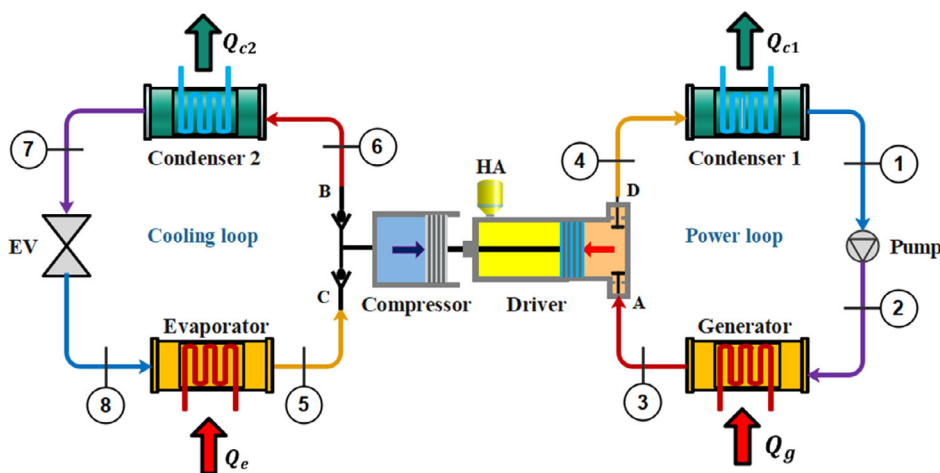 Qc2
Qc1
7
Condenser 2
6
4
Condenser 1
1
HA
B
D
EV
Cooling loop
Power loop
Pump
C
Compressor
Driver
A
Evaporator
Generator
2
8
5
3
Qe
Qg